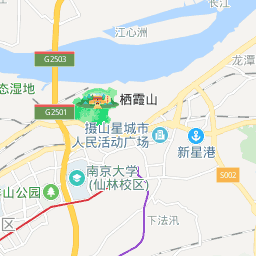 长江
江心洲
G2503
龙潭
态湿地
栖霞山
G2501
摄山星城市
人民活动广场
新星港
南京大学
(仙林校区)
S002
羊山公园
区
下法汛